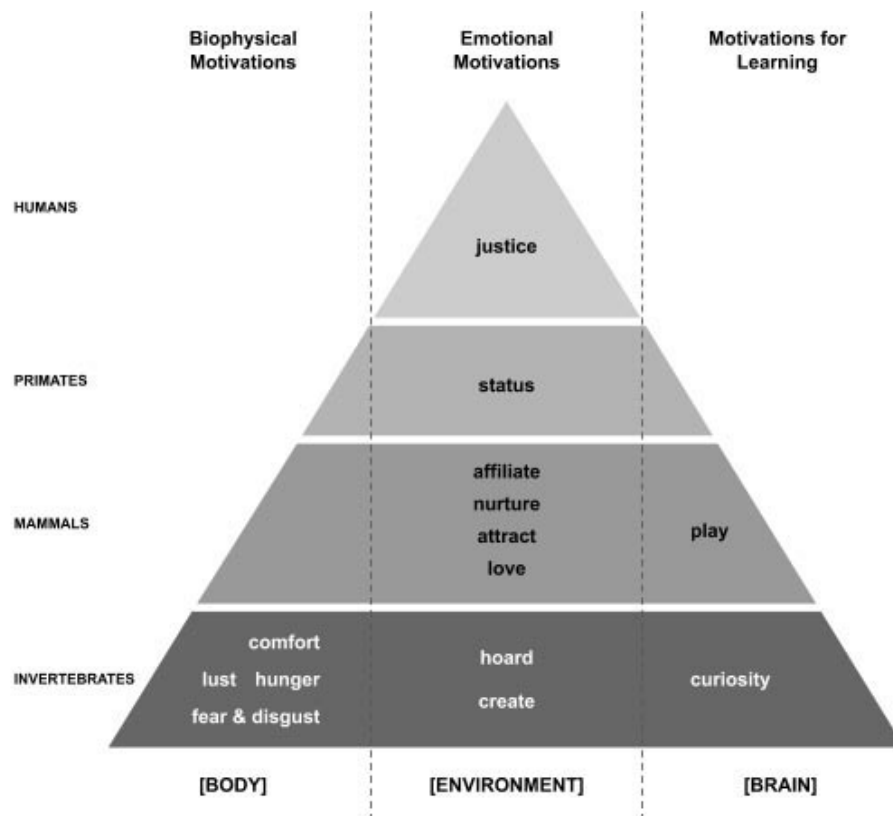 Biophysical
Motivations
Emotional
Motivations
Motivations for
Learning
HUMANS
justice
PRIMATES
status
MAMMALS
affiliate
nurture
attract
love
play
INVERTEBRATES
comfort
lust hunger
fear & disgust
hoard
create
curiosity
[BODY]
[ENVIRONMENT]
[BRAIN]